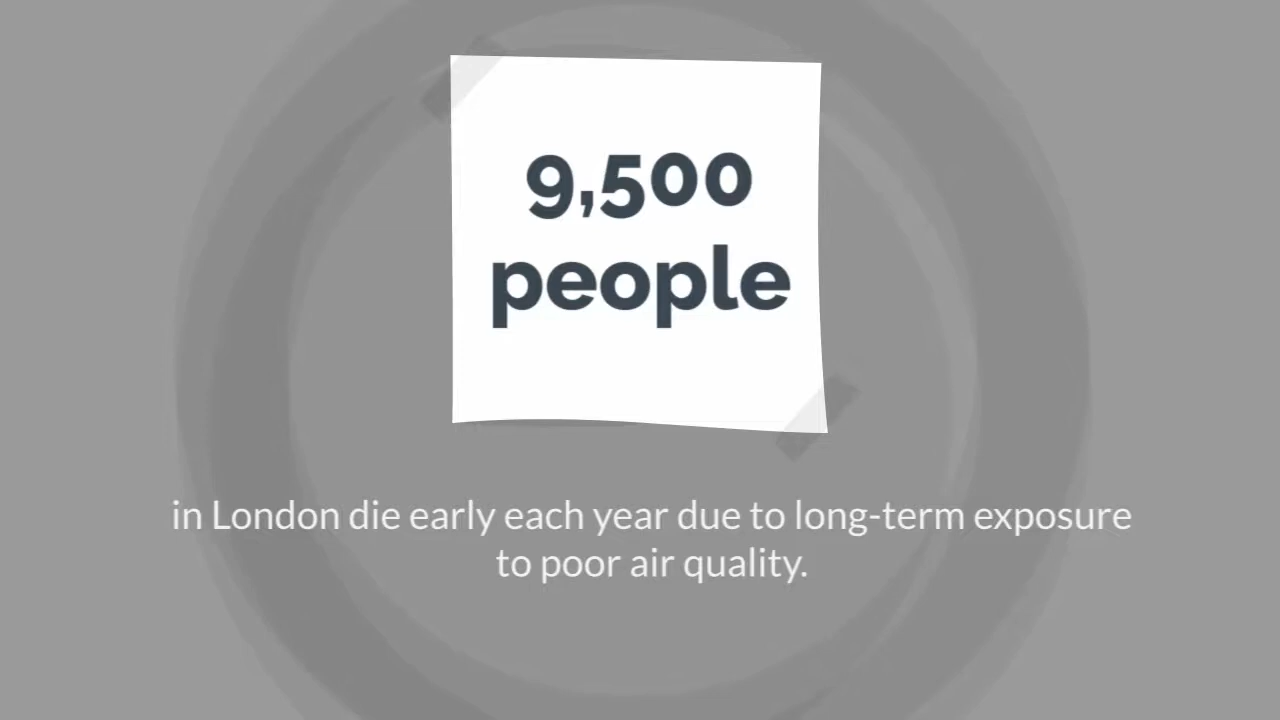 9,500
people
in London die early each year due to long-term exposure
to poor air quality.